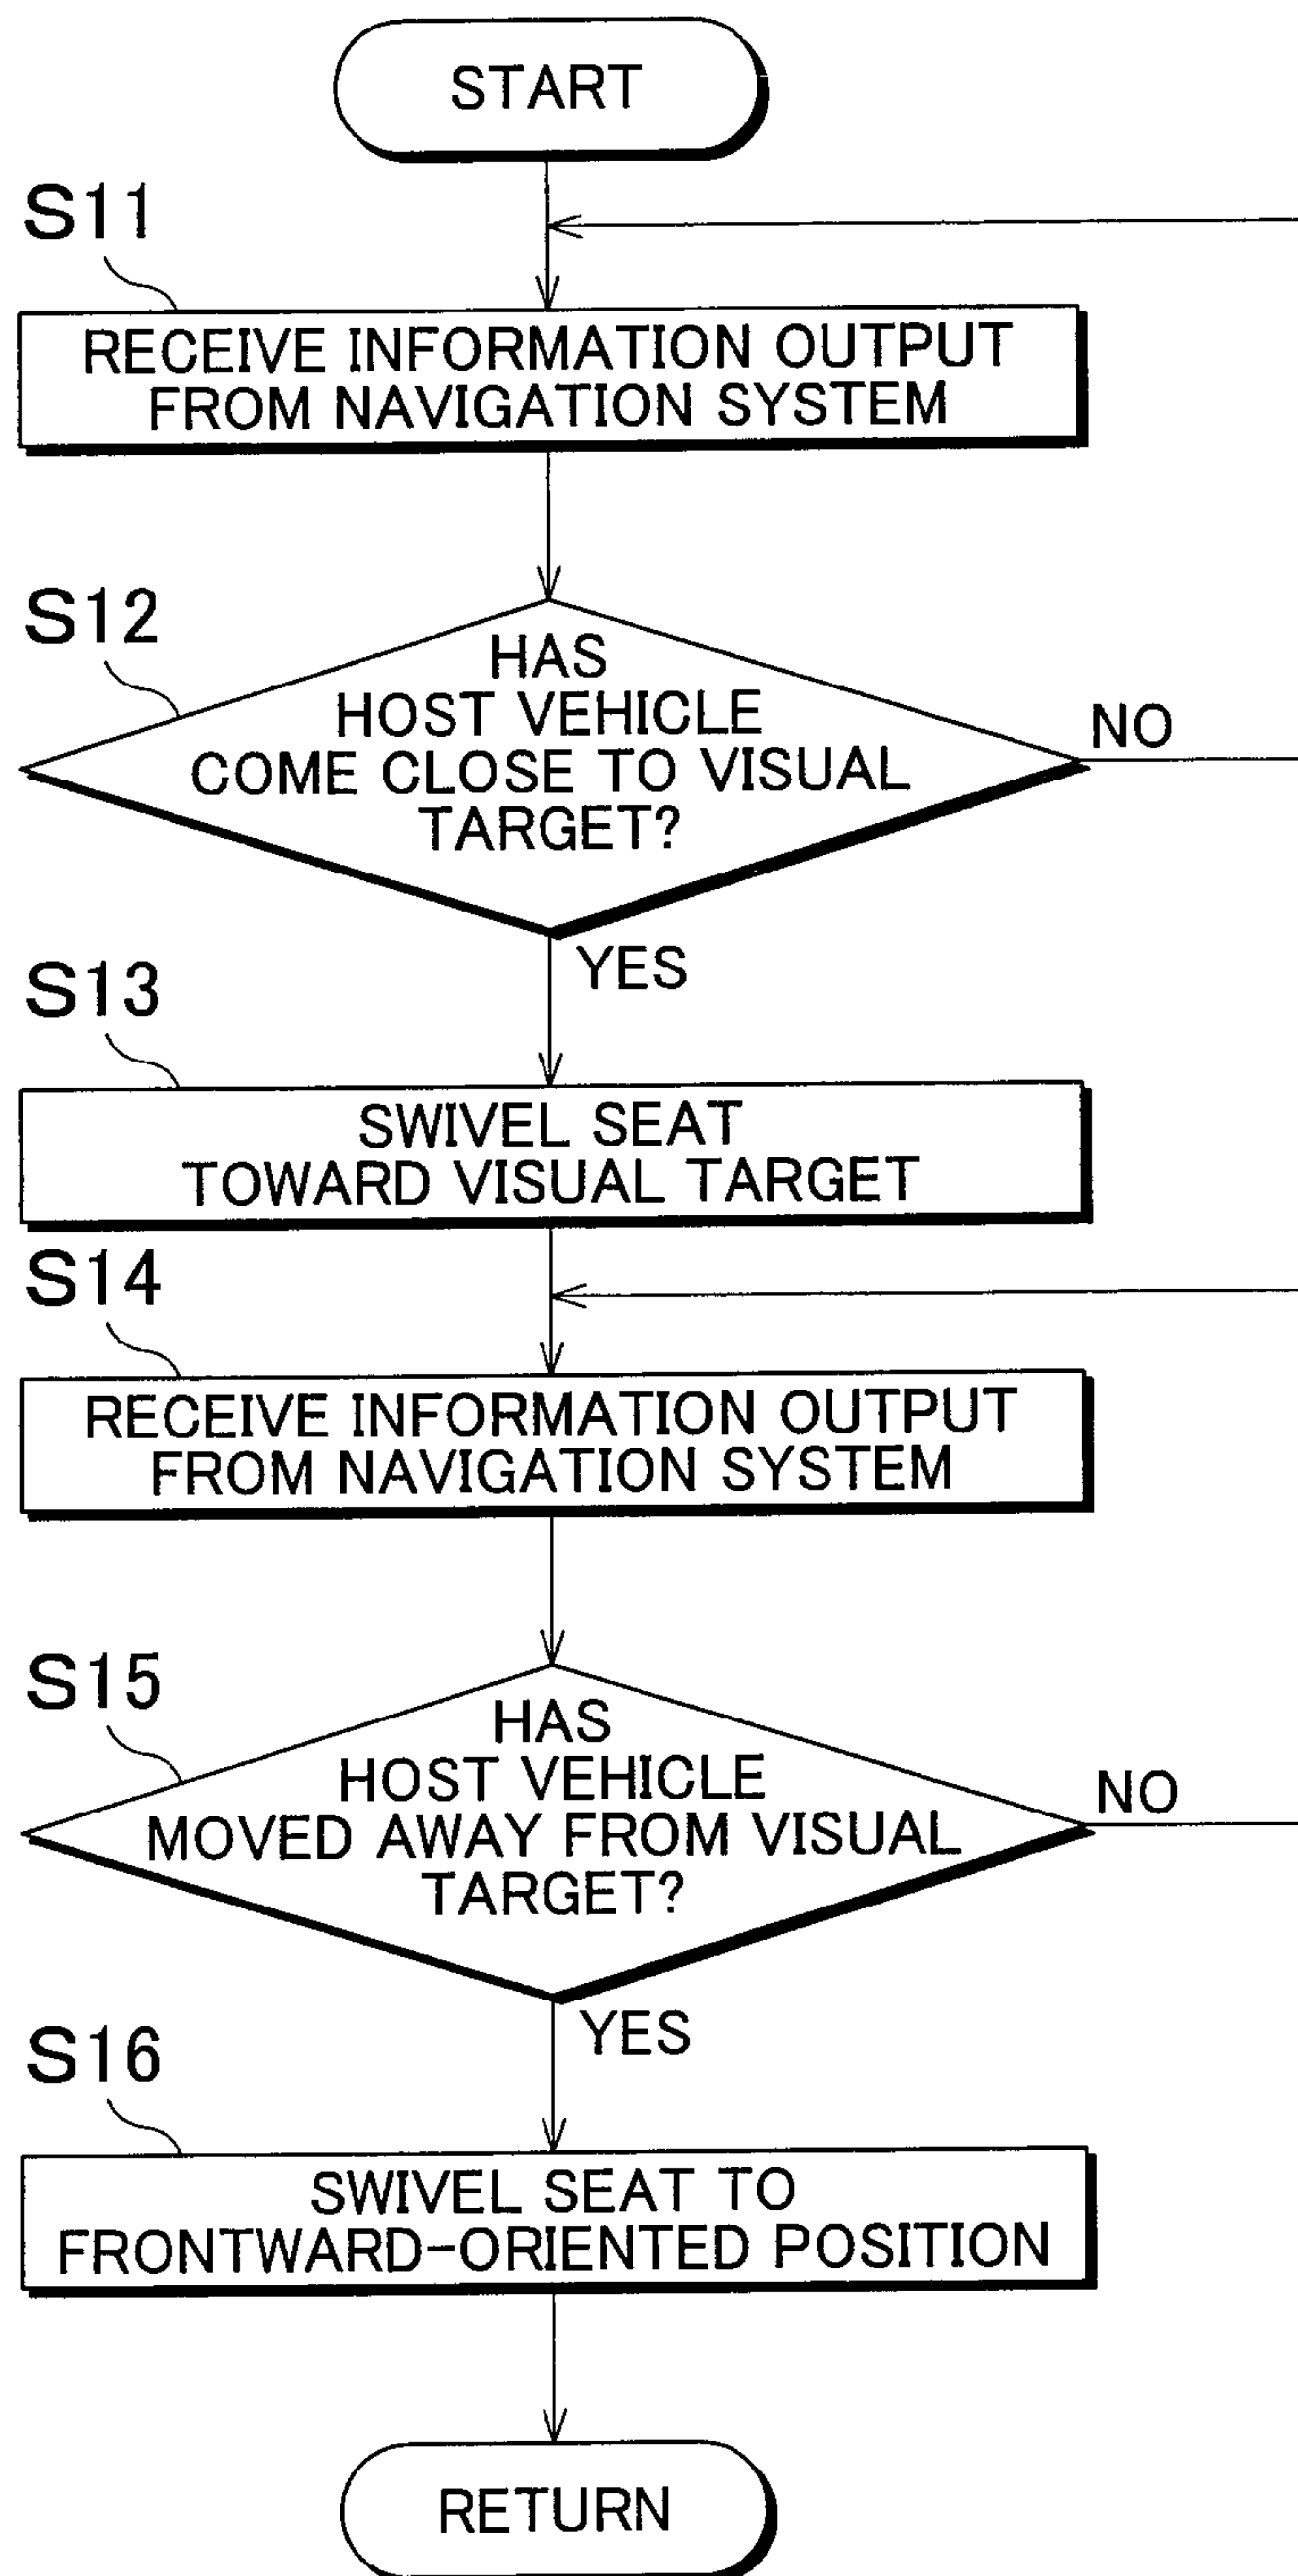 START
S11
RECEIVE INFORMATION OUTPUT
FROM NAVIGATION SYSTEM
S12
HAS
HOST VEHICLE
COME CLOSE TO VISUAL
TARGET?
NO
YES
S13
SWIVEL SEAT
TOWARD VISUAL TARGET
S14
RECEIVE INFORMATION OUTPUT
FROM NAVIGATION SYSTEM
S15
HAS
HOST VEHICLE
MOVED AWAY FROM VISUAL
TARGET?
NO
YES
S16
SWIVEL SEAT TO
FRONTWARD-ORIENTED POSITION
RETURN